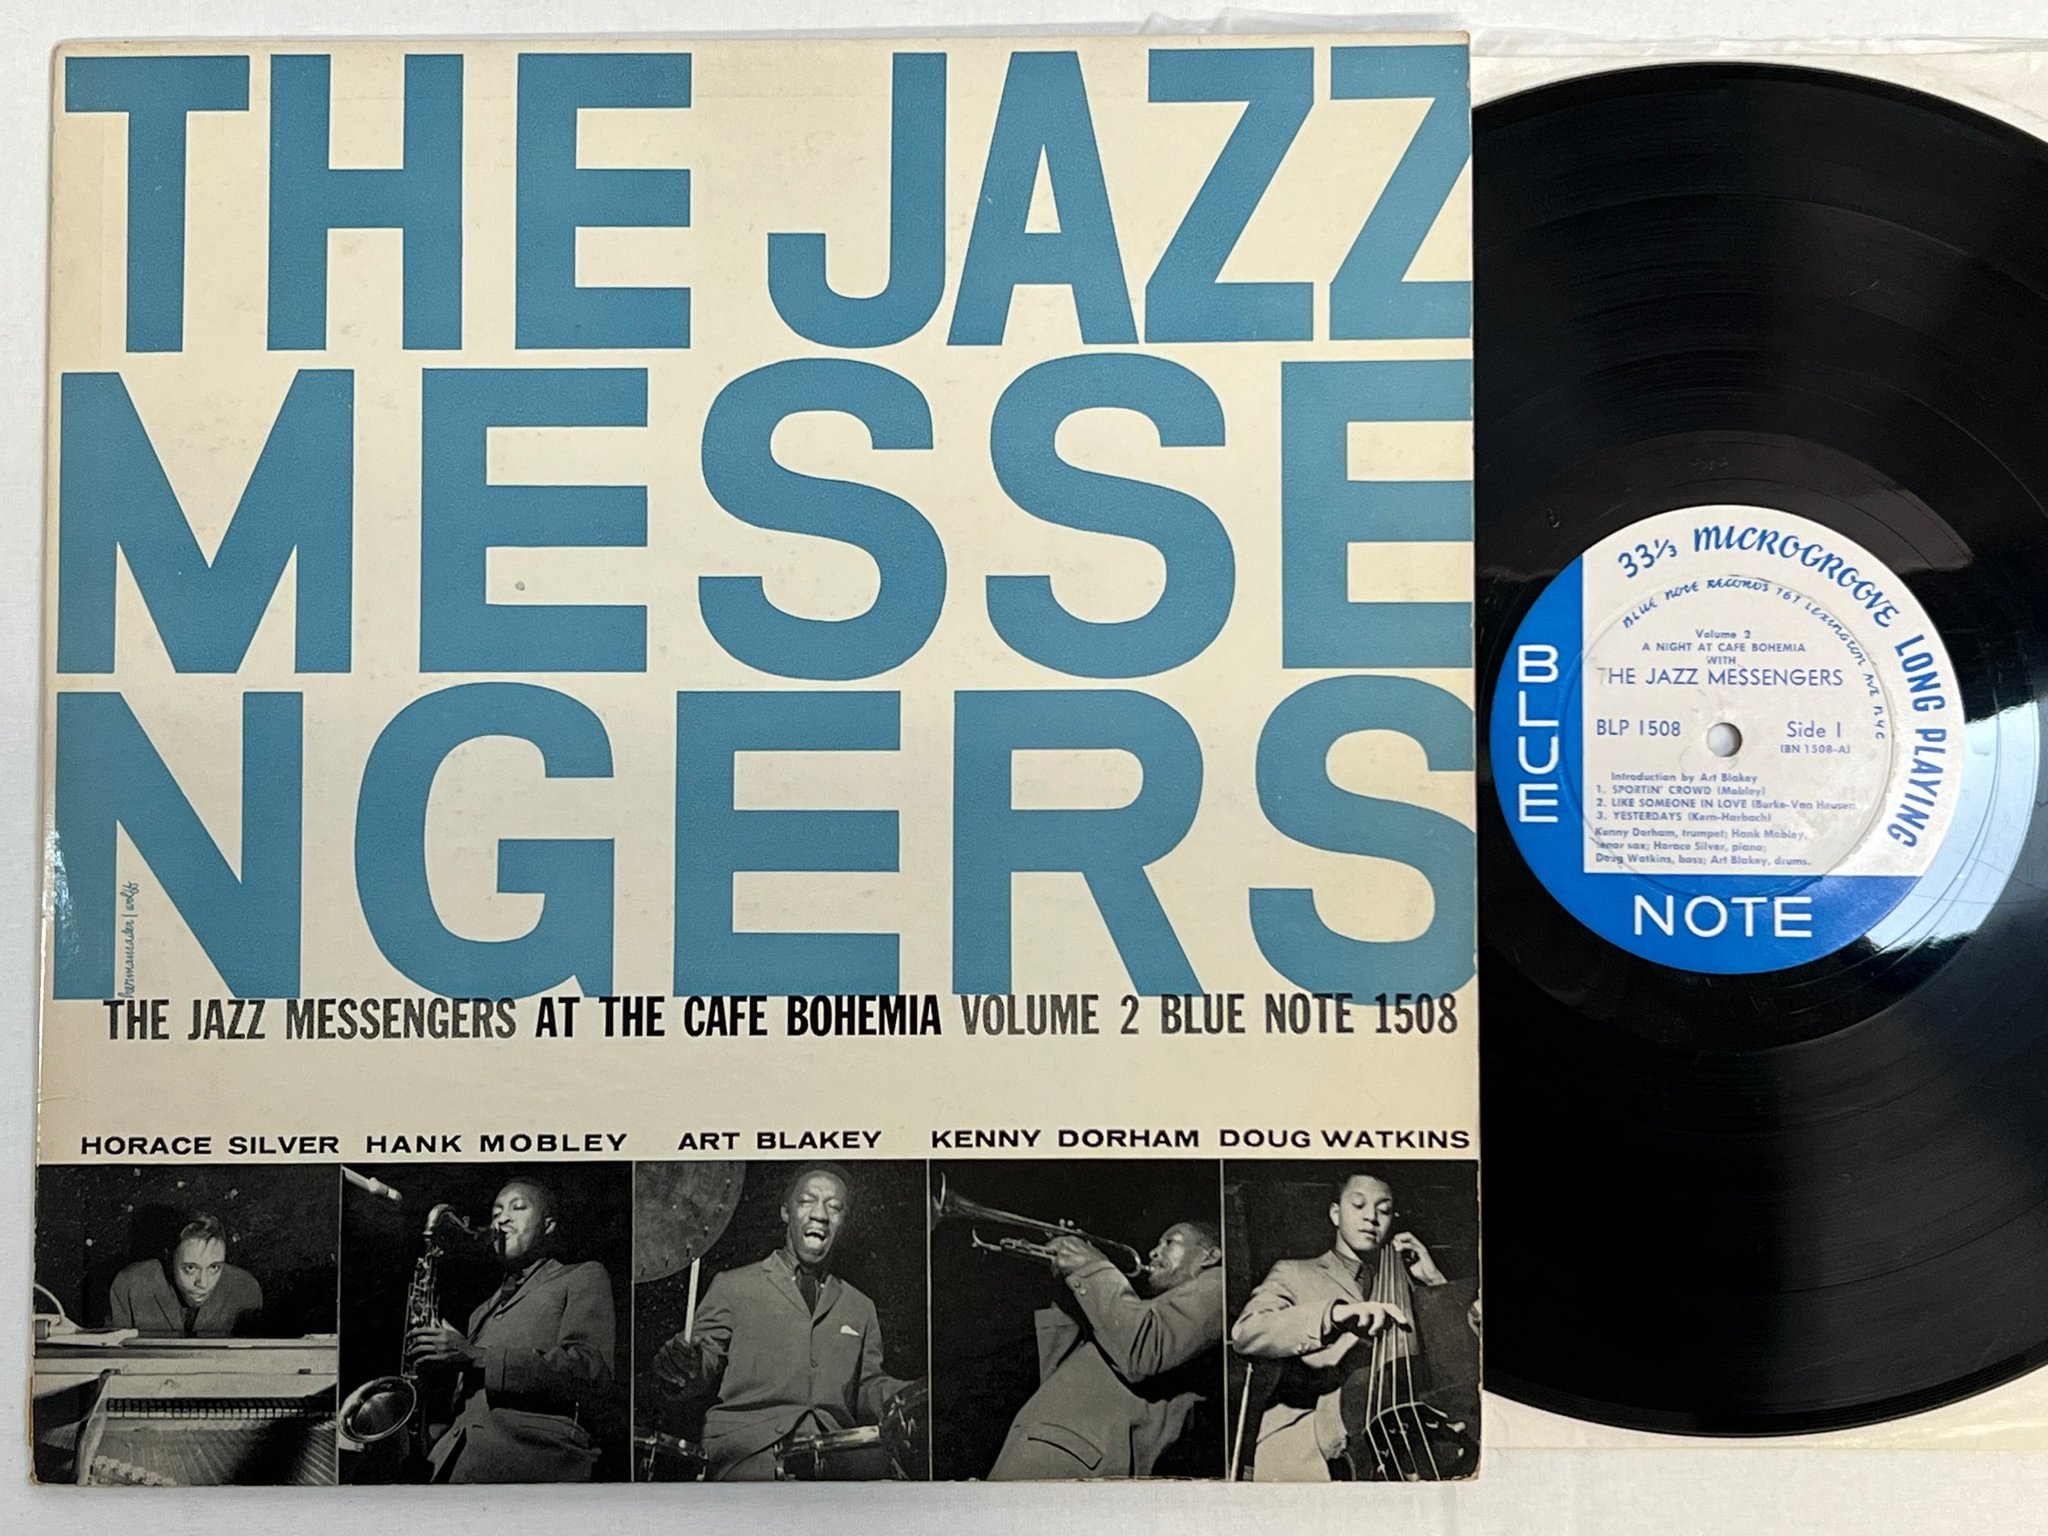 THE JAZZ
MESSE
NGERS
hermansader/wolff
THE JAZZ MESSENGERS AT THE CAFE BOHEMIA VOLUME 2 BLUE NOTE 1508
HORACE SILVER HANK MOBLEY ART BLAKEY KENNY DORHAM DOUG WATKINS
33 1/3 MICROGROOVE LONG PLAYING
BLUE NOTE RECORDS 767 LEXINGTON AVE NYC
Volume 2
A NIGHT AT CAFE BOHEMIA
WITH
THE JAZZ MESSENGERS
BLP 1508 Side 1
(BN 1508-A)
Introduction by Art Blakey
1. SPORTIN' CROWD (Mobley)
2. LIKE SOMEONE IN LOVE (Burke-Van Heusen
3. YESTERDAYS (Kern-Harbach)
Kenny Dorham, trumpet; Hank Mobley,
tenor sax; Horace Silver, piano;
Doug Watkins, bass; Art Blakey, drums.
BLUE
NOTE